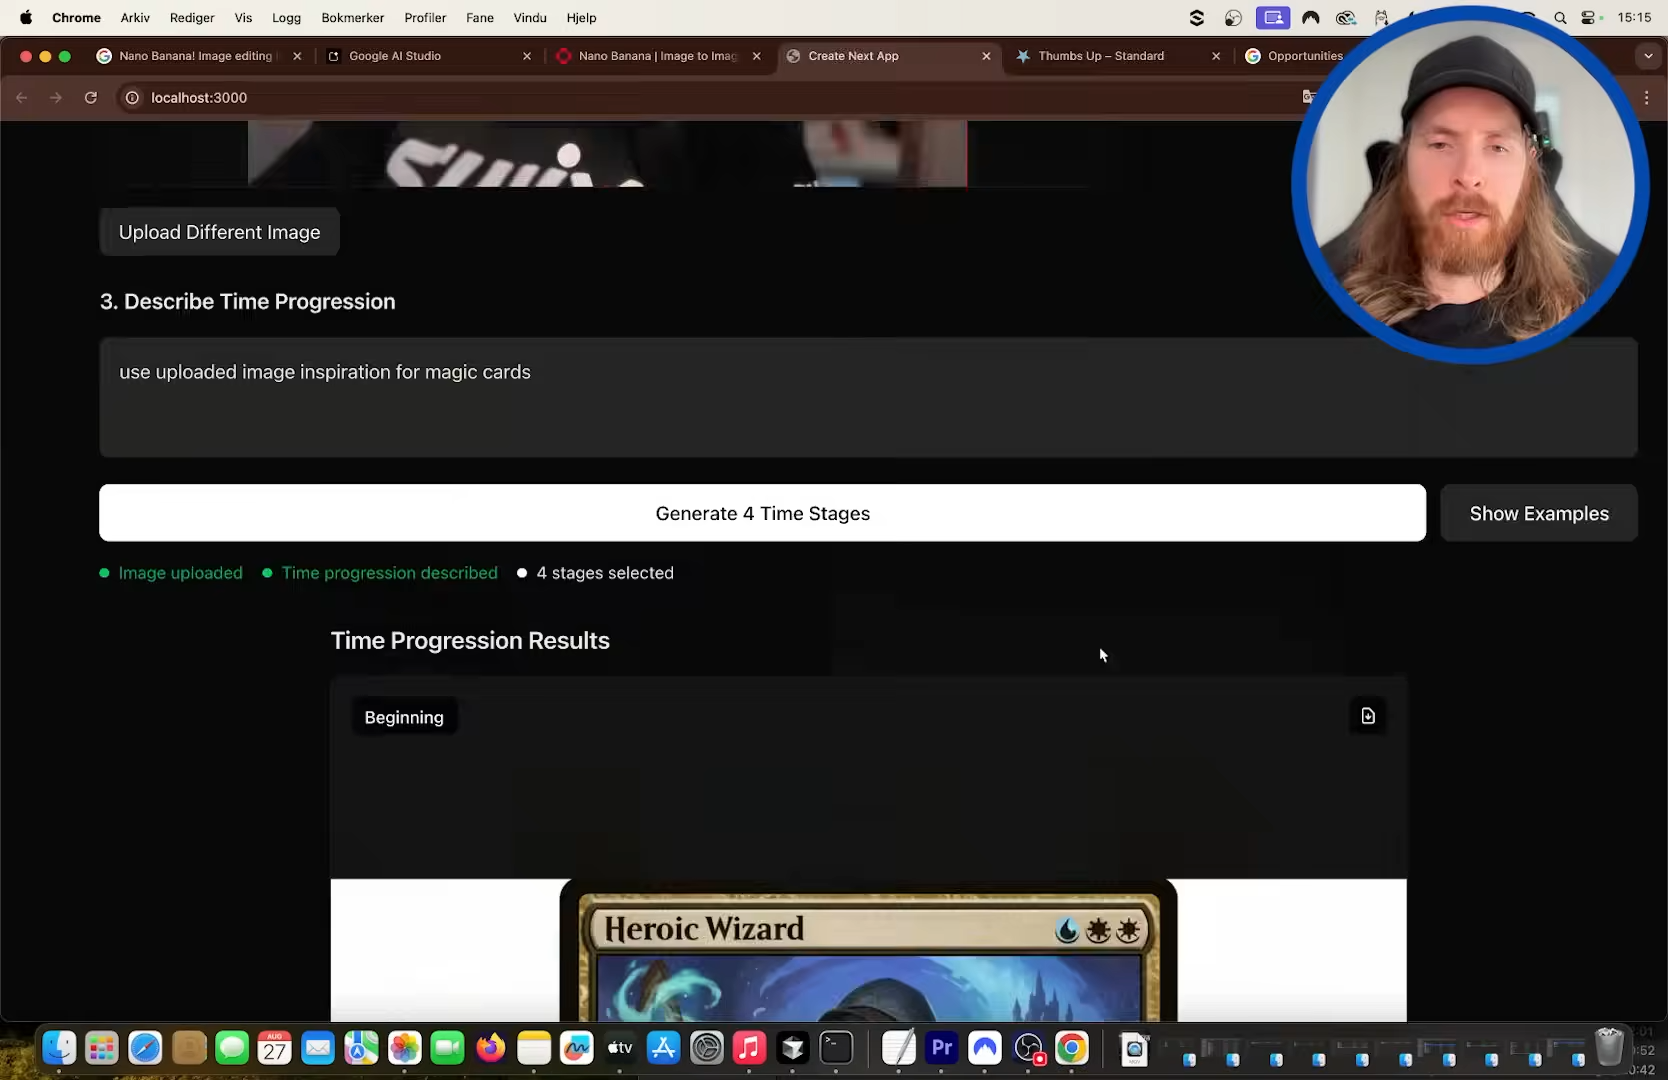 Chrome Arkiv Rediger Vis Logg Bokmerker Profiler Fane Vindu Hjelp 15:15
Nano Banana! Image editing Google AI Studio Nano Banana | Image to Imag Create Next App Thumbs Up – Standard Opportunities
localhost:3000
Upload Different Image
3. Describe Time Progression
use uploaded image inspiration for magic cards
Generate 4 Time Stages Show Examples
Image uploaded Time progression described 4 stages selected
Time Progression Results
Beginning
Heroic Wizard
AUG
27
tv
Pr